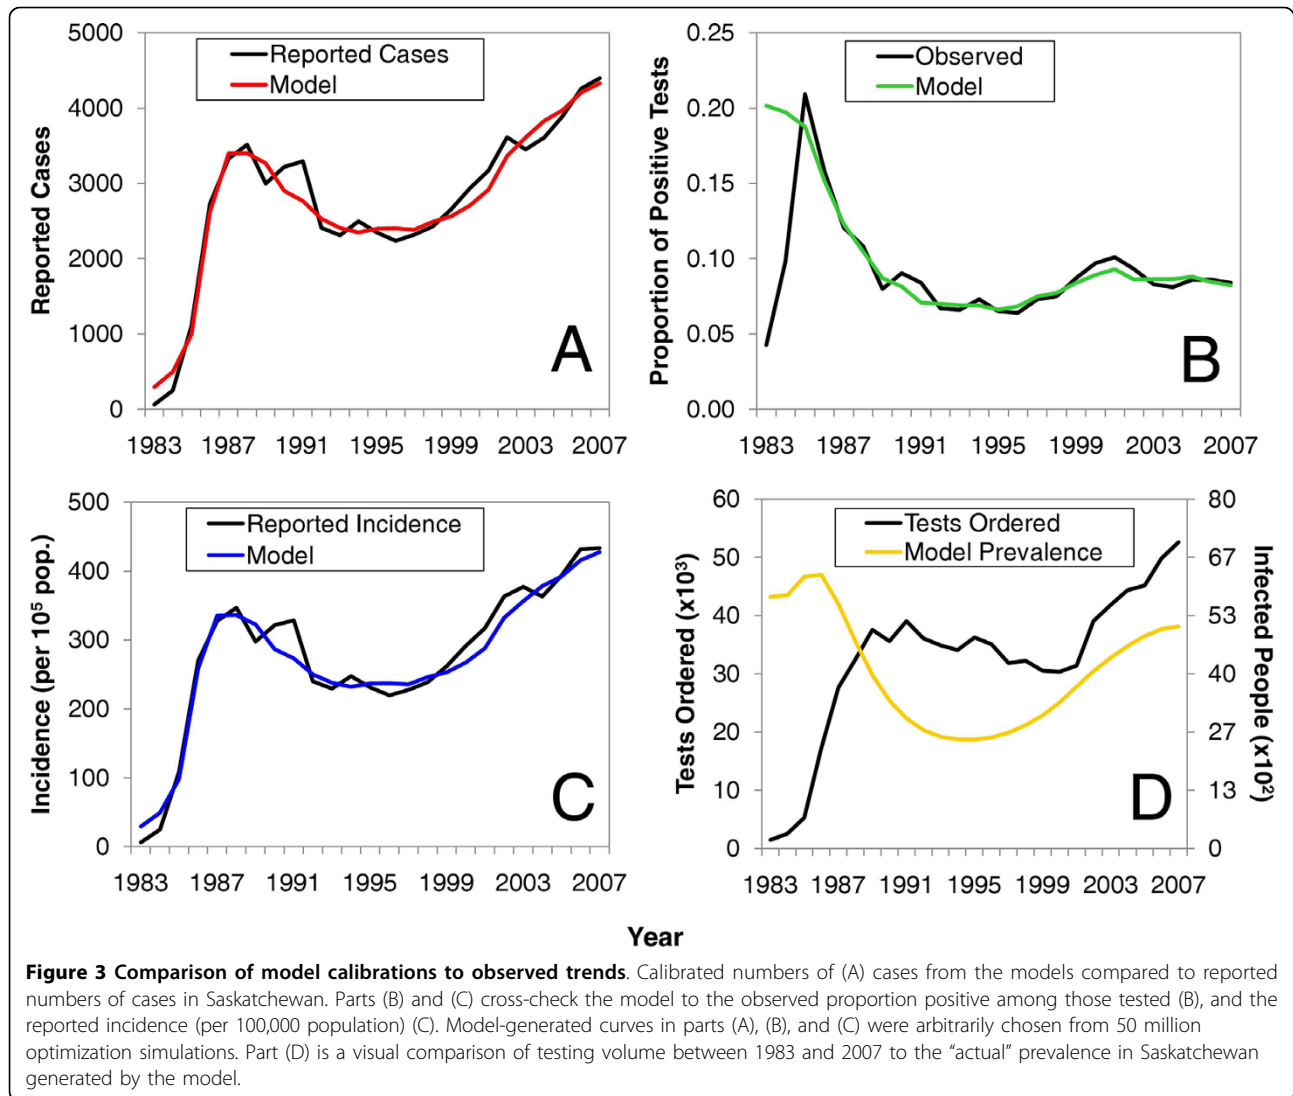 5000
4000
3000
2000
1000
0
Reported Cases
Reported Cases
Model
A
1983 1987 1991 1995 1999 2003 2007
0.25
0.20
0.15
0.10
0.05
0.00
Proportion of Positive Tests
Observed
Model
B
1983 1987 1991 1995 1999 2003 2007
500
400
300
200
100
0
Incidence (per 10⁵ pop.)
Reported Incidence
Model
C
1983 1987 1991 1995 1999 2003 2007
60
50
40
30
20
10
0
Tests Ordered (x10³)
Tests Ordered
Model Prevalence
D
80
67
53
40
27
13
0
Infected People (x10²)
1983 1987 1991 1995 1999 2003 2007
Year
Figure 3 Comparison of model calibrations to observed trends. Calibrated numbers of (A) cases from the models compared to reported
numbers of cases in Saskatchewan. Parts (B) and (C) cross-check the model to the observed proportion positive among those tested (B), and the
reported incidence (per 100,000 population) (C). Model-generated curves in parts (A), (B), and (C) were arbitrarily chosen from 50 million
optimization simulations. Part (D) is a visual comparison of testing volume between 1983 and 2007 to the “actual” prevalence in Saskatchewan
generated by the model.